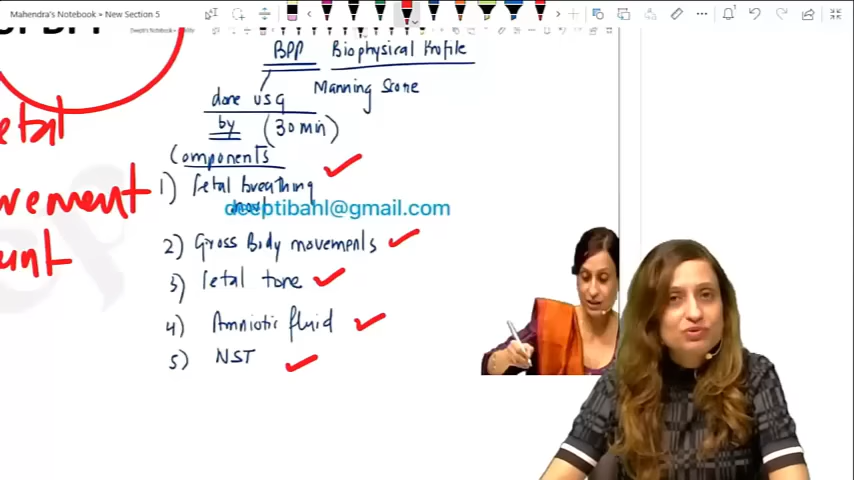 Mahendra's Notebook > New Section 5
BPP Biophysical Profile
Manning Score
done USG
by (30 min)
Components
1) Fetal breathing
movt
deeptibahl@gmail.com
2) Gross Body movements
3) Fetal tone
4) Amniotic fluid
5) NST
etal
vement
unt